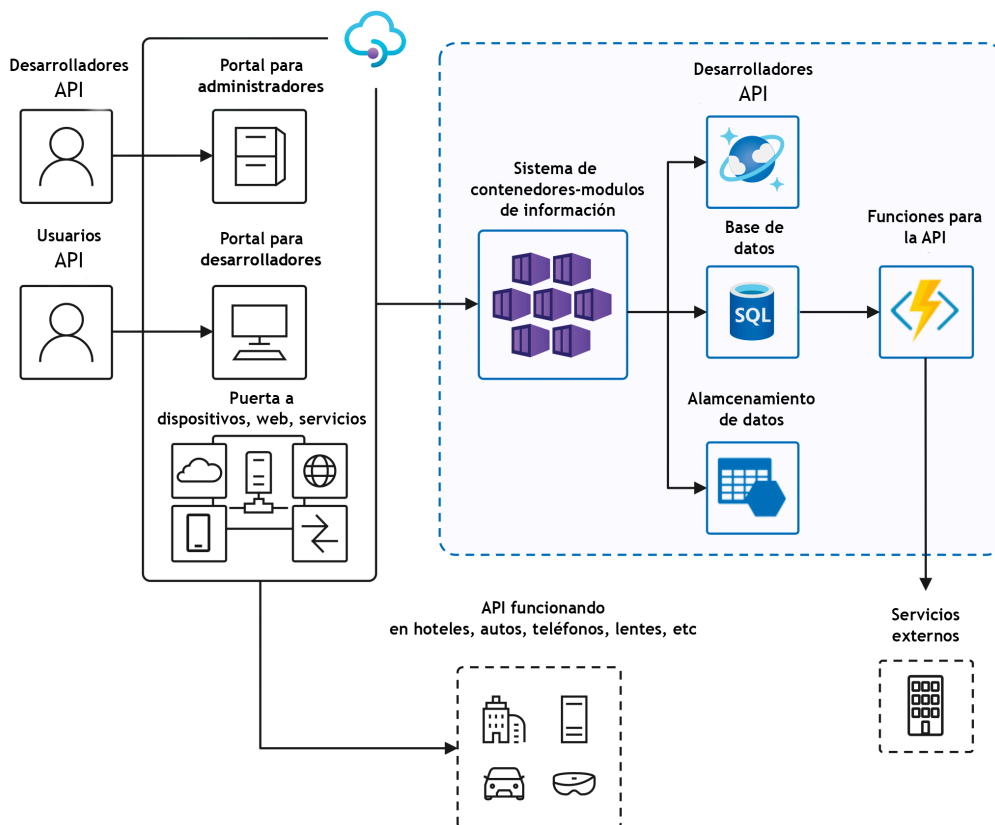 Desarrolladores
API
Portal para
administradores
Usuarios
API
Portal para
desarrolladores
Puerta a
dispositivos, web, servicios
Sistema de
contenedores-modulos
de información
Desarrolladores
API
Base de
datos
SQL
Funciones para
la API
Alamcenamiento
de datos
API funcionando
en hoteles, autos, teléfonos, lentes, etc
Servicios
externos